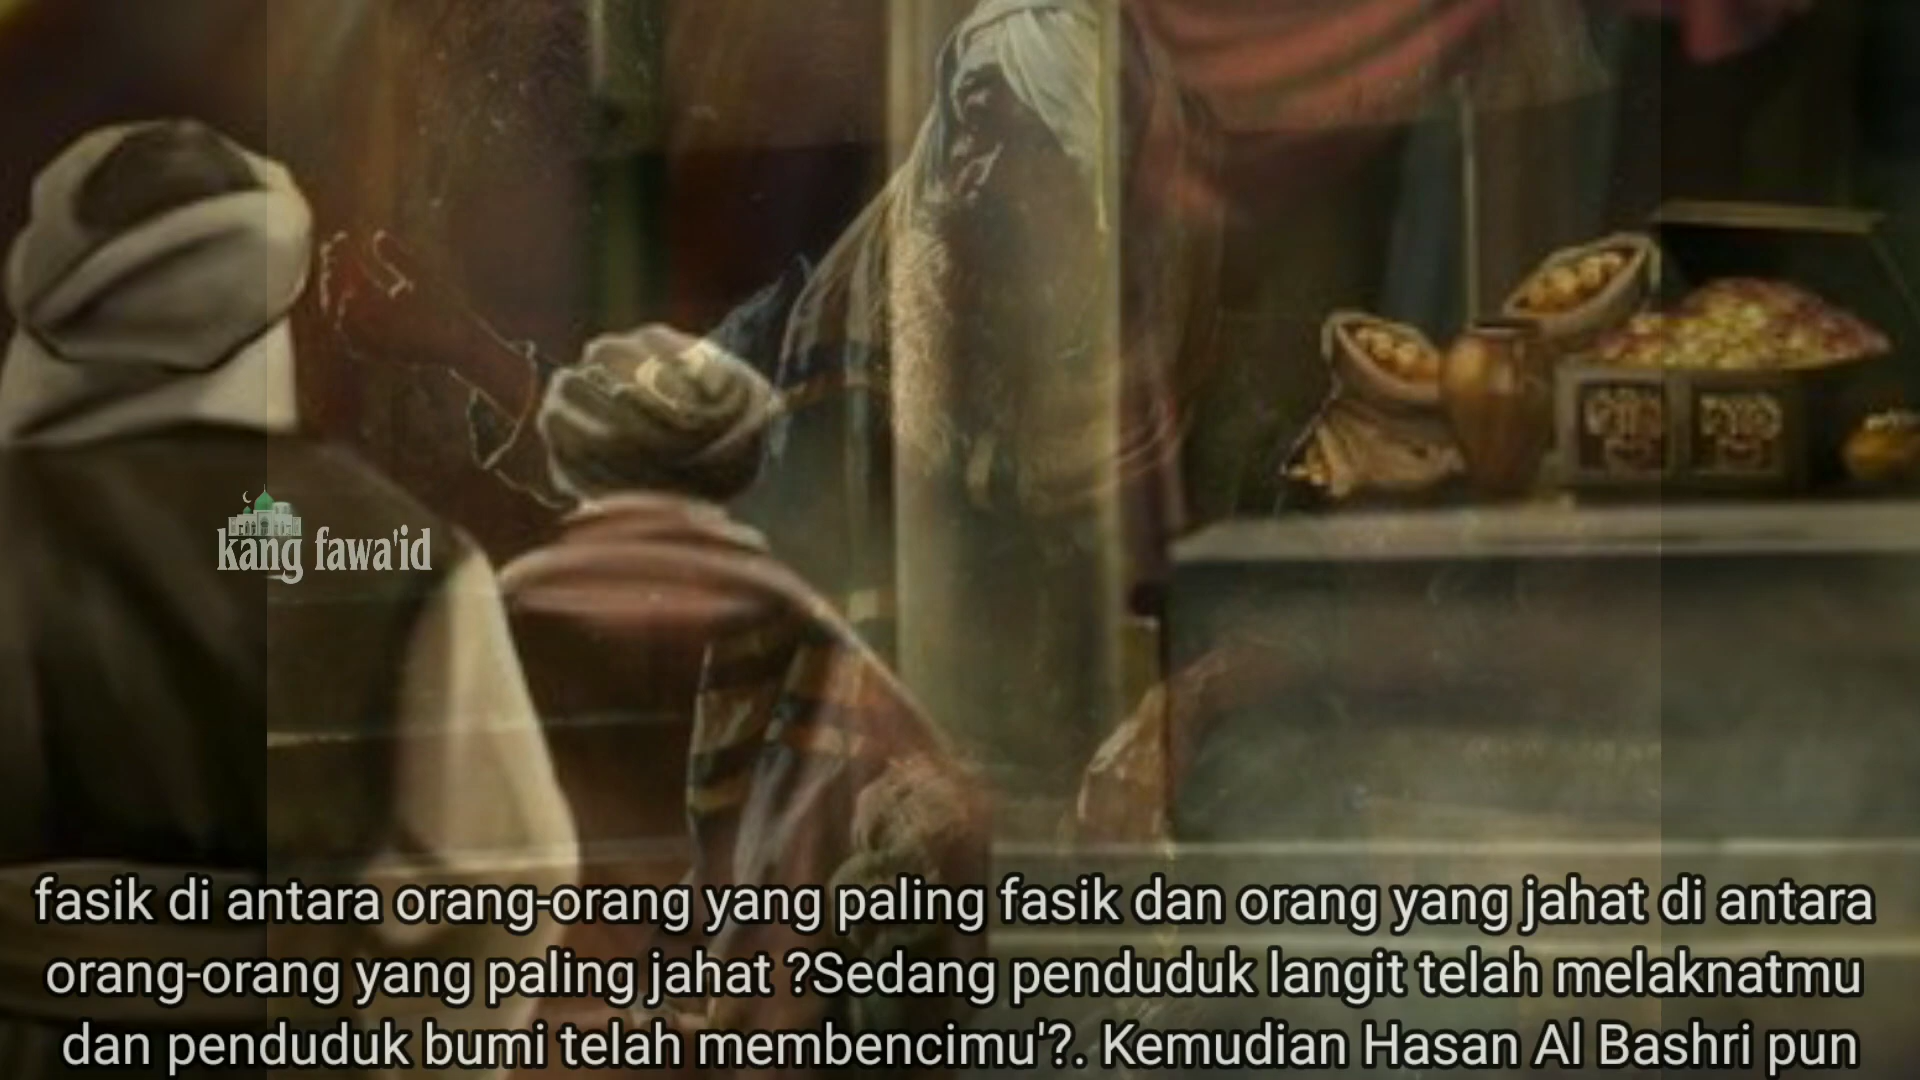 kang fawa'id
fasik di antara orang-orang yang paling fasik dan orang yang jahat di antara
orang-orang yang paling jahat ?Sedang penduduk langit telah melaknatmu
dan penduduk bumi telah membencimu'?. Kemudian Hasan Al Bashri pun